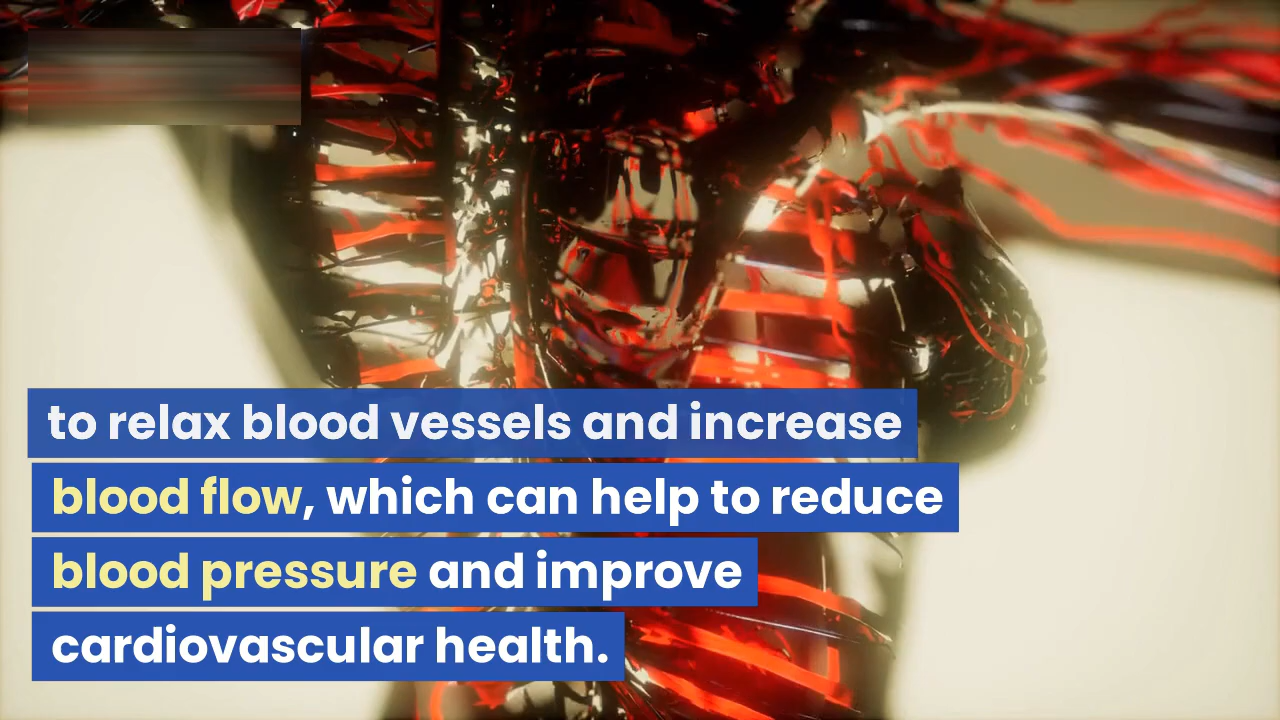 to relax blood vessels and increase
blood flow, which can help to reduce
blood pressure and improve
cardiovascular health.